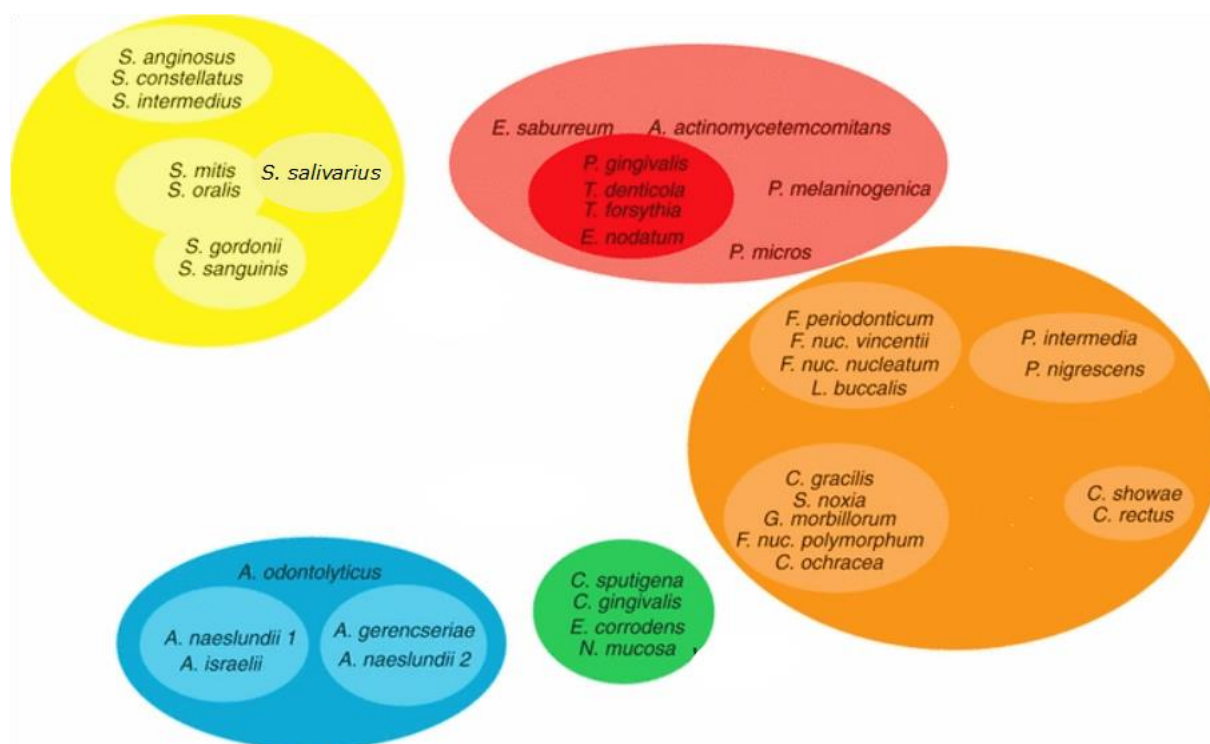 S. anginosus
S. constellatus
S. intermedius
S. mitis
S. oralis
S. salivarius
S. gordonii
S. sanguinis
E. saburreum
A. actinomycetemcomitans
P. gingivalis
T. denticola
T. forsythia
E. nodatum
P. melaninogenica
P. micros
F. periodonticum
F. nuc. vincentii
F. nuc. nucleatum
L. buccalis
P. intermedia
P. nigrescens
C. gracilis
S. noxia
G. morbillorum
F. nuc. polymorphum
C. ochracea
C. showae
C. rectus
A. odontolyticus
A. naeslundii 1
A. israelii
A. gerencseriae
A. naeslundii 2
C. sputigena
C. gingivalis
E. corrodens
N. mucosa ,